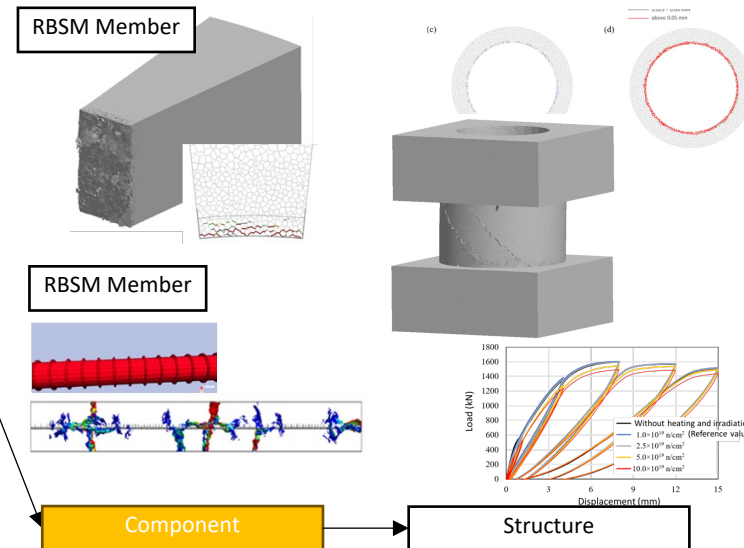 RBSM Member
(c)
(d)
above 0.05 mm
RBSM Member
Load (kN)
1800
1600
1400
1200
1000
800
600
400
200
0
0 3 6 9 12 15
Displacement (mm)
Without heating and irradiation
1.0×10¹⁹ n/cm² (Reference value
2.5×10¹⁹ n/cm²
5.0×10¹⁹ n/cm²
10.0×10¹⁹ n/cm²
Component
Structure